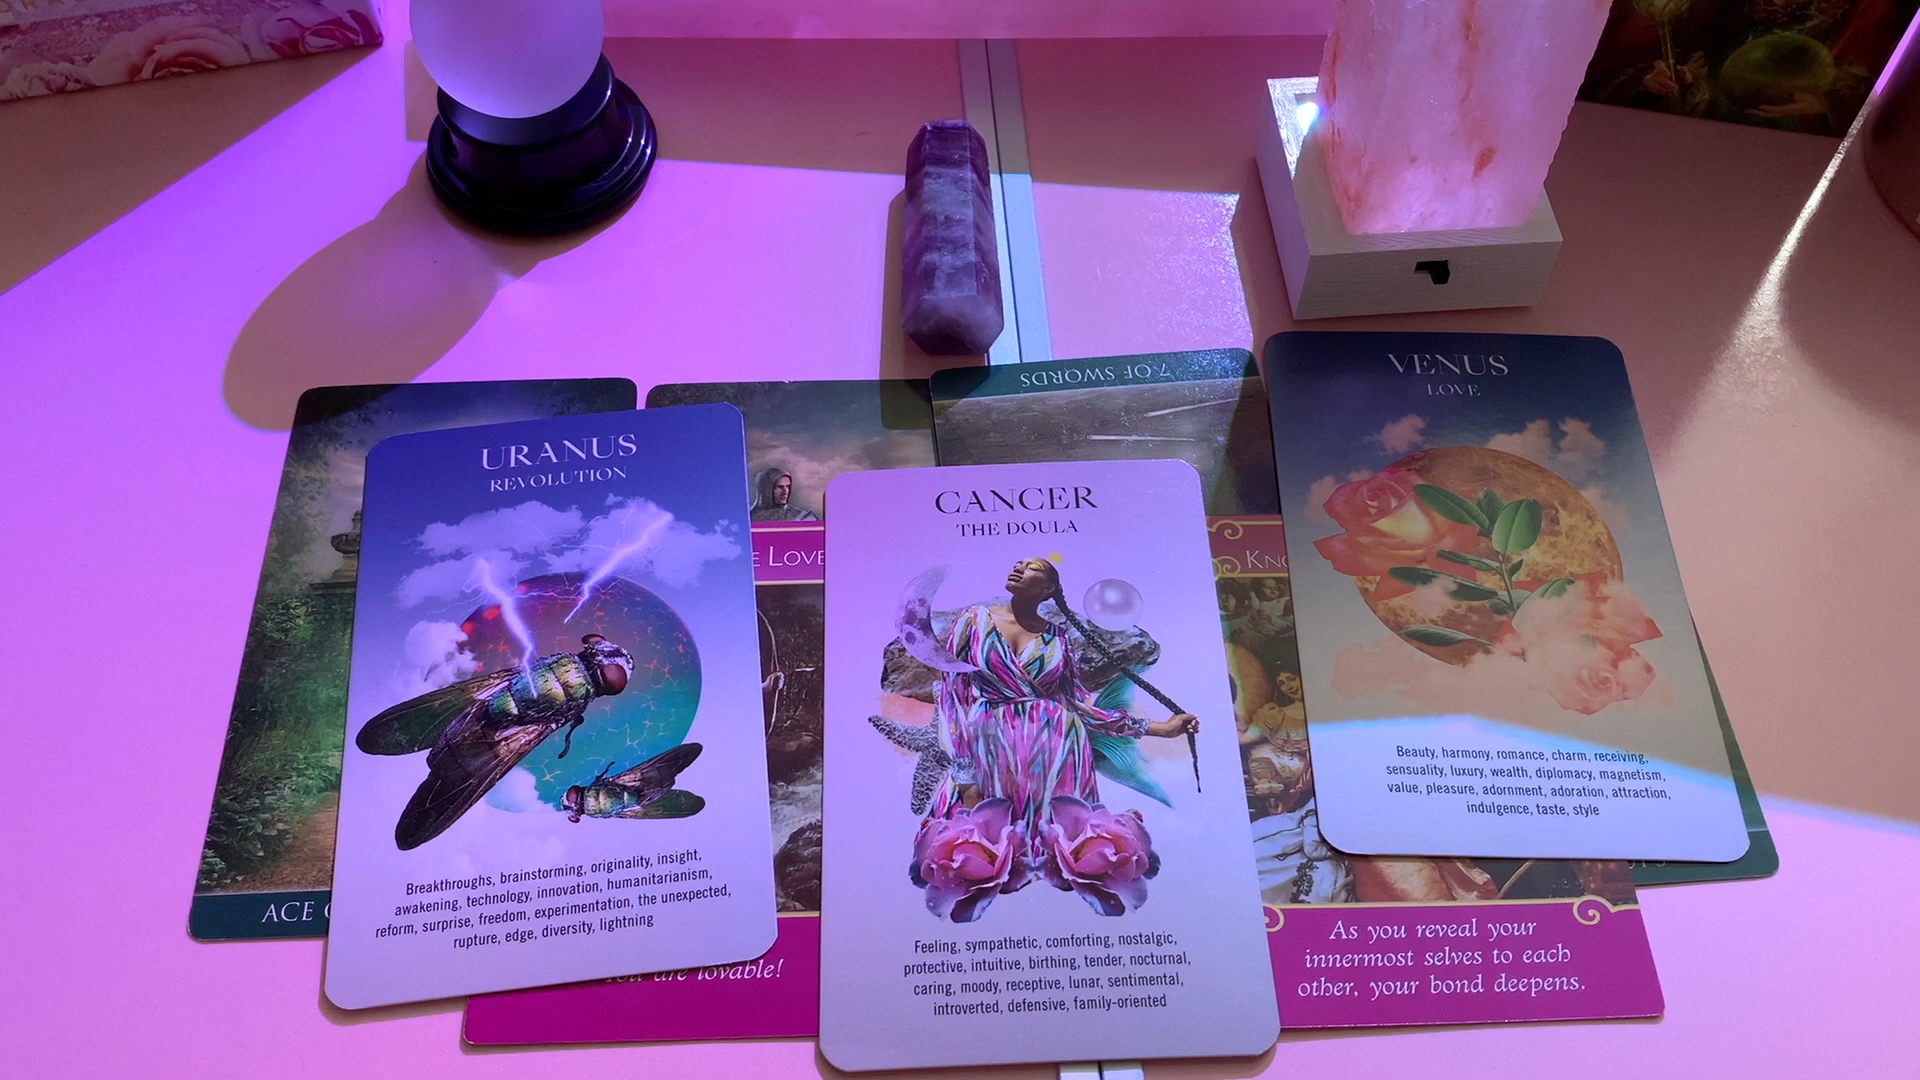 7 OF SWORDS
VENUS
LOVE
URANUS
REVOLUTION
CANCER
THE DOULA
LOVE
Beauty, harmony, romance, charm, receiving,
sensuality, luxury, wealth, diplomacy, magnetism,
value, pleasure, adornment, adoration, attraction,
indulgence, taste, style
Breakthroughs, brainstorming, originality, insight,
awakening, technology, innovation, humanitarianism,
reform, surprise, freedom, experimentation, the unexpected,
rupture, edge, diversity, lightning
ACE
You are lovable!
Feeling, sympathetic, comforting, nostalgic,
protective, intuitive, birthing, tender, nocturnal,
caring, moody, receptive, lunar, sentimental,
introverted, defensive, family-oriented
As you reveal your
innermost selves to each
other, your bond deepens.